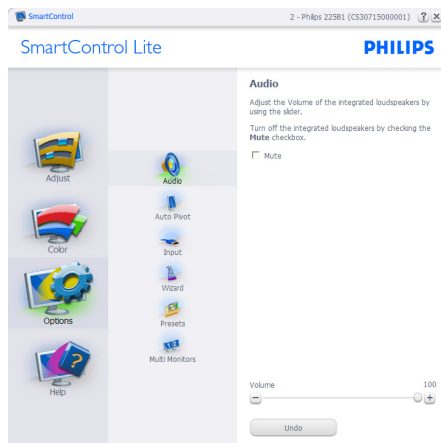 SmartControl
2 - Philips 225B1 (CS30715000001)
SmartControl Lite
PHILIPS
Adjust
Color
Options
Help
Audio
Auto Pivot
Input
Wizard
Presets
Multi Monitors
Audio
Adjust the Volume of the integrated loudspeakers by
using the slider.
Turn off the integrated loudspeakers by checking the
Mute checkbox.
Mute
Volume 100
Undo